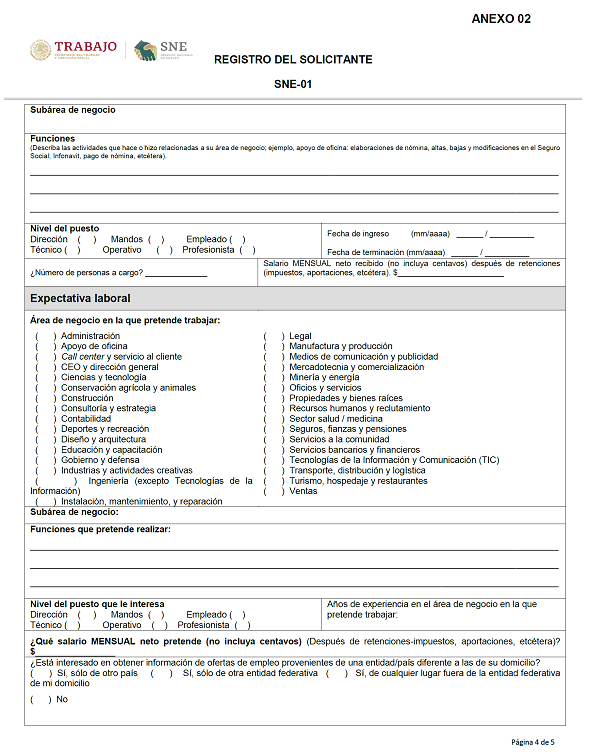 ANEXO 02
TRABAJO
SECRETARÍA DEL TRABAJO
Y PREVISIÓN SOCIAL
SNE
SERVICIO NACIONAL
DE EMPLEO
REGISTRO DEL SOLICITANTE
SNE-01
Subárea de negocio
Funciones
(Describa las actividades que hace o hizo relacionadas a su área de negocio; ejemplo, apoyo de oficina: elaboraciones de nómina, altas, bajas y modificaciones en el Seguro
Social; Infonavit, pago de nómina, etcétera).
Nivel del puesto
Dirección ( ) Mandos ( ) Empleado ( )
Técnico ( ) Operativo ( ) Profesionista ( )
Fecha de ingreso (mm/aaaa) ______ / __________
Fecha de terminación (mm/aaaa) ______ / __________
¿Número de personas a cargo? ______________
Salario MENSUAL neto recibido (no incluya centavos) después de retenciones
(impuestos, aportaciones, etcétera). $________________________
Expectativa laboral
Área de negocio en la que pretende trabajar:
( ) Administración
( ) Apoyo de oficina
( ) Call center y servicio al cliente
( ) CEO y dirección general
( ) Ciencias y tecnología
( ) Conservación agrícola y animales
( ) Construcción
( ) Consultoría y estrategia
( ) Contabilidad
( ) Deportes y recreación
( ) Diseño y arquitectura
( ) Educación y capacitación
( ) Gobierno y defensa
( ) Industrias y actividades creativas
( ) Ingeniería (excepto Tecnologías de la
Información)
( ) Instalación, mantenimiento, y reparación
( ) Legal
( ) Manufactura y producción
( ) Medios de comunicación y publicidad
( ) Mercadotecnia y comercialización
( ) Minería y energía
( ) Oficios y servicios
( ) Propiedades y bienes raíces
( ) Recursos humanos y reclutamiento
( ) Sector salud / medicina
( ) Seguros, fianzas y pensiones
( ) Servicios a la comunidad
( ) Servicios bancarios y financieros
( ) Tecnologías de la Información y Comunicación (TIC)
( ) Transporte, distribución y logística
( ) Turismo, hospedaje y restaurantes
( ) Ventas
Subárea de negocio:
Funciones que pretende realizar:
Nivel del puesto que le interesa
Dirección ( ) Mandos ( ) Empleado ( )
Técnico ( ) Operativo ( ) Profesionista ( )
Años de experiencia en el área de negocio en la que
pretende trabajar:
¿Qué salario MENSUAL neto pretende (no incluya centavos) (Después de retenciones-impuestos, aportaciones, etcétera)?
$________________
¿Está interesado en obtener información de ofertas de empleo provenientes de una entidad/país diferente a las de su domicilio?
( ) Sí, sólo de otro país ( ) Sí, sólo de otra entidad federativa ( ) Sí, de cualquier lugar fuera de la entidad federativa
de mi domicilio
( ) No
Página 4 de 5